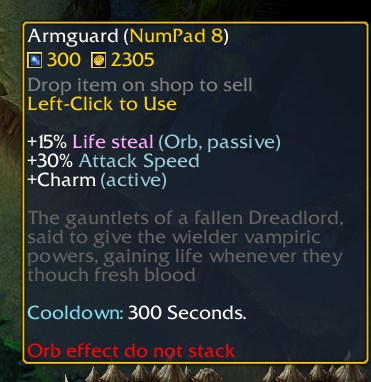 Armguard (NumPad 8)
300 2305
Drop item on shop to sell
Left-Click to Use
+15% Life steal (Orb, passive)
+30% Attack Speed
+Charm (active)
The gauntlets of a fallen Dreadlord,
said to give the wielder vampiric
powers, gaining life whenever they
thouch fresh blood
Cooldown: 300 Seconds.
Orb effect do not stack